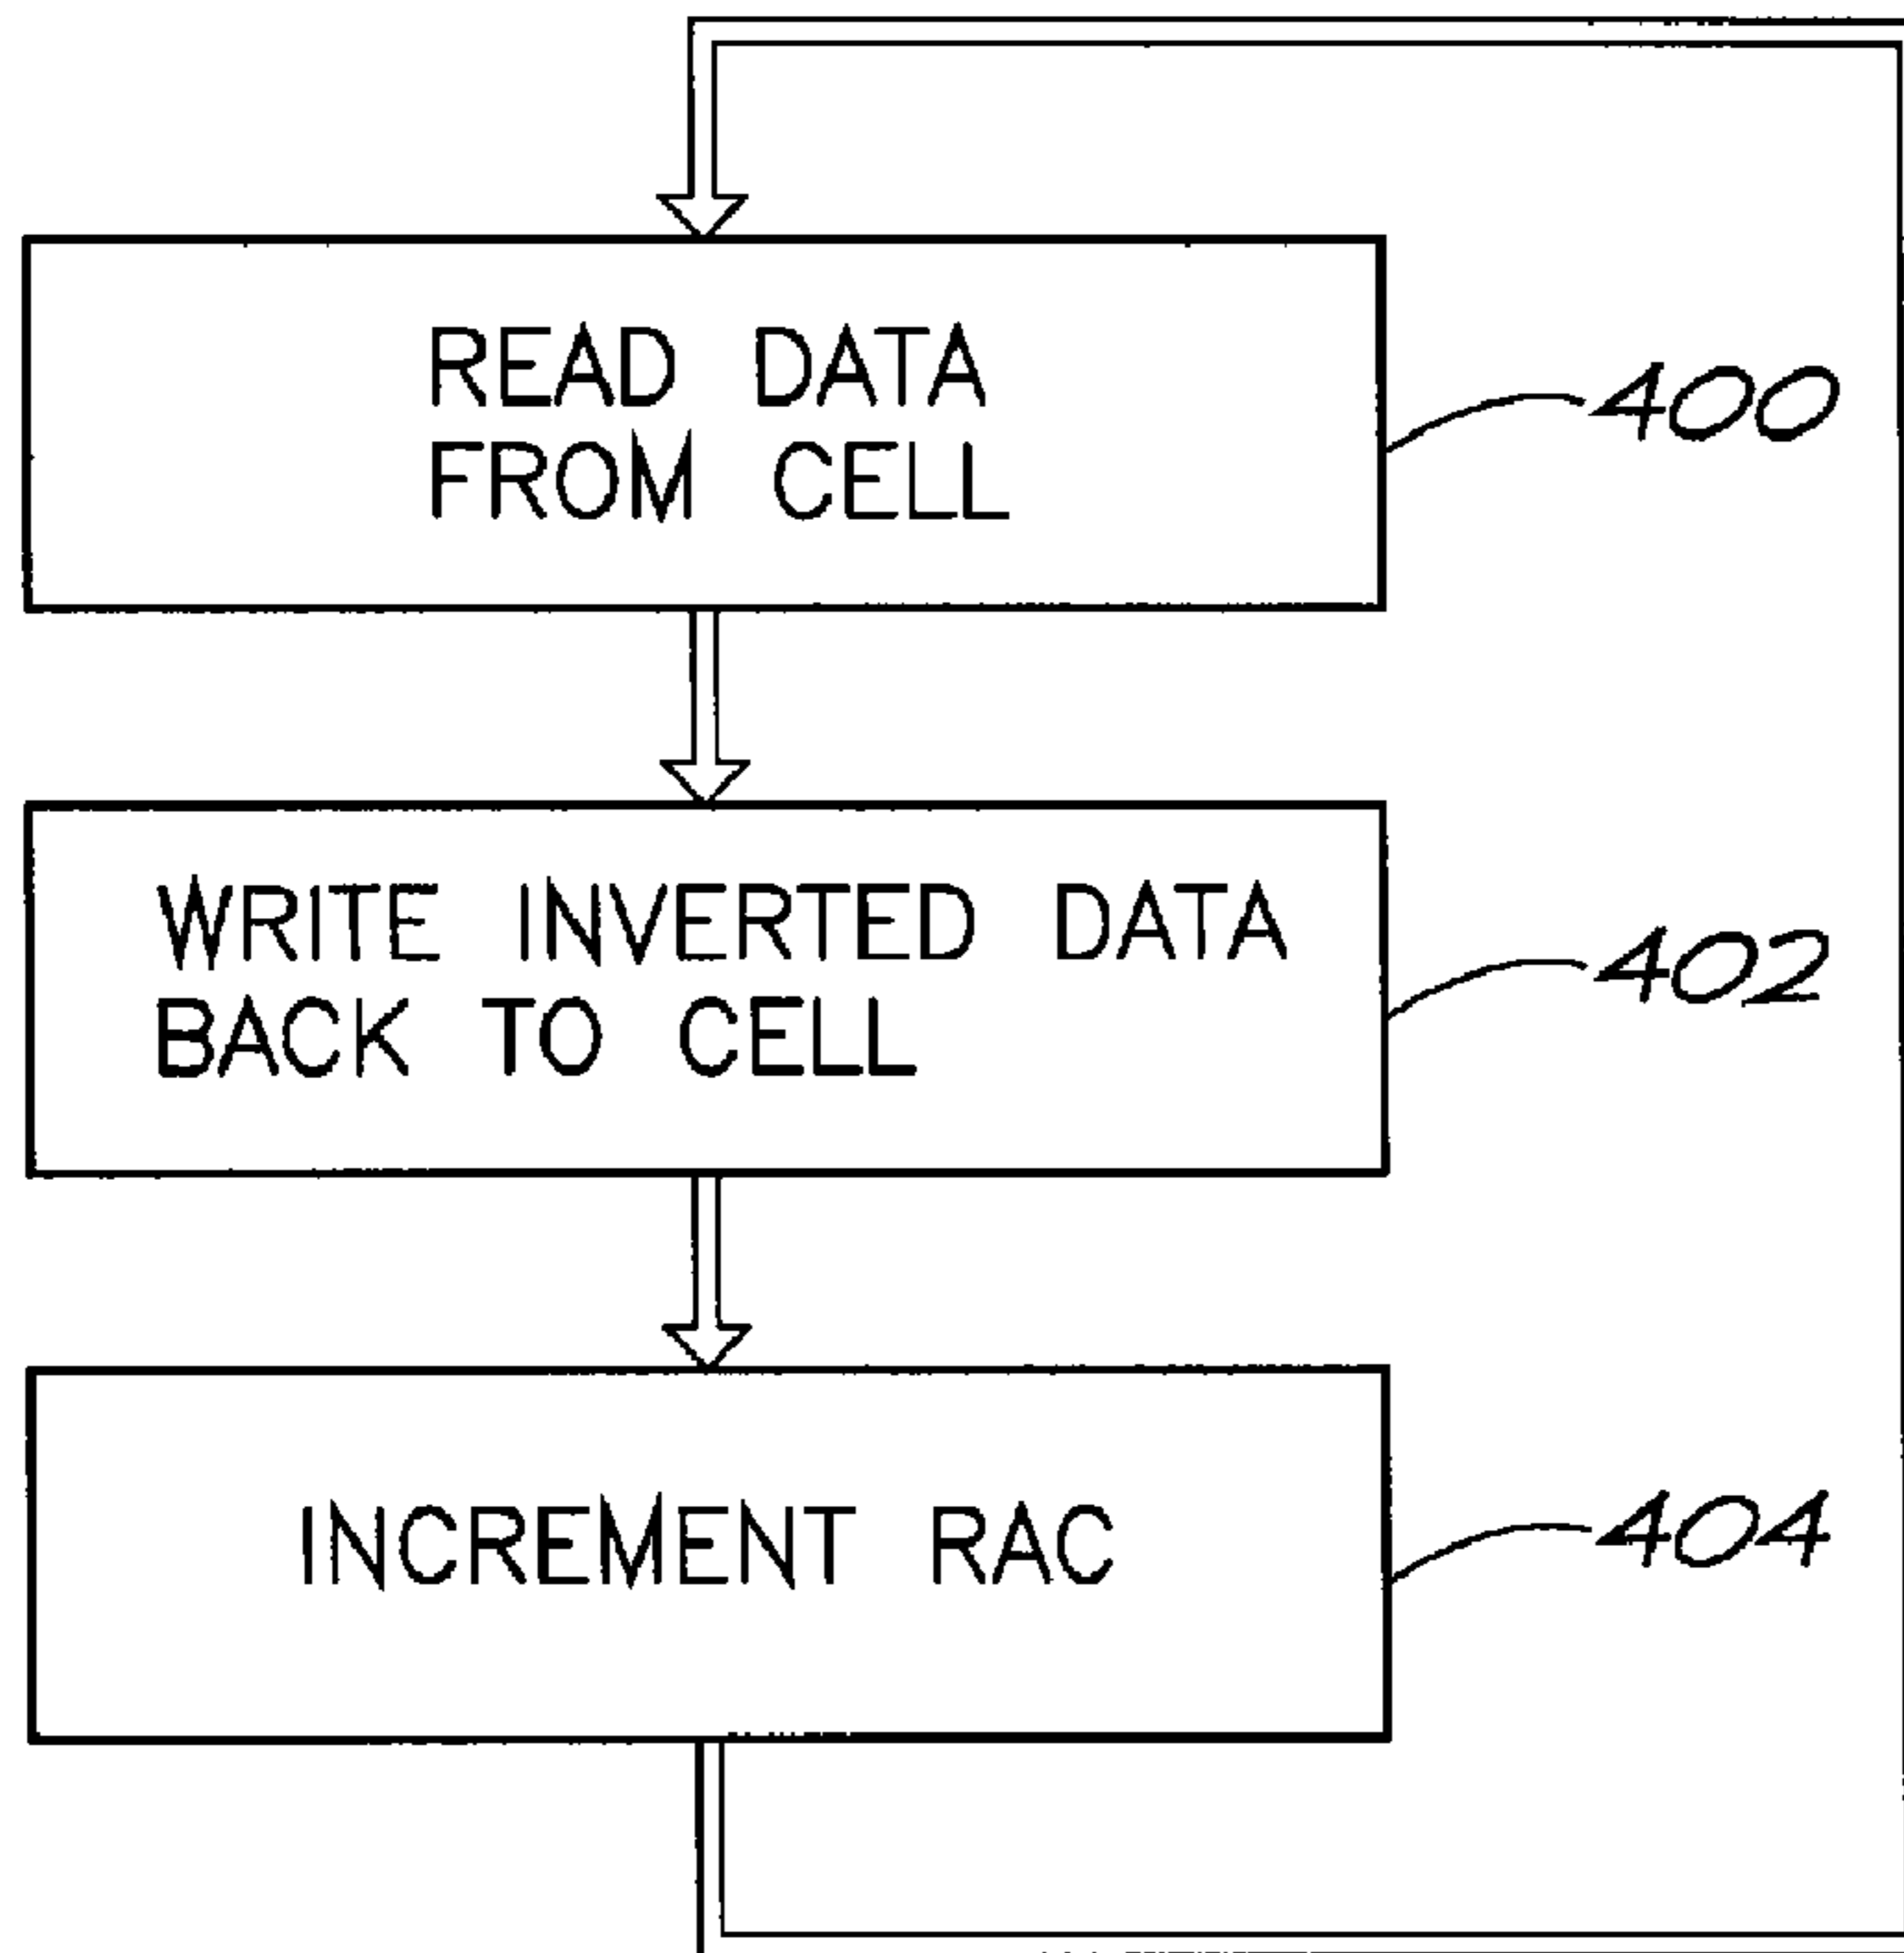 READ DATA
FROM CELL
400
WRITE INVERTED DATA
BACK TO CELL
402
INCREMENT RAC
404